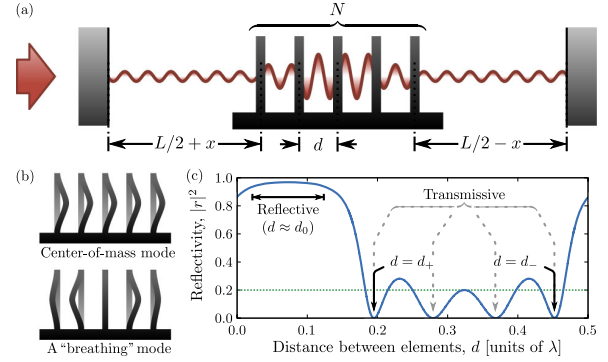 (a)
N
L/2 + x
d
L/2 − x
(b)
Center-of-mass mode
A “breathing” mode
(c)
Reflectivity, |r|²
1.0
0.8
0.6
0.4
0.2
0.0
Reflective
(d ≈ d₀)
Transmissive
d = d₊
d = d₋
0.0 0.1 0.2 0.3 0.4 0.5
Distance between elements, d [units of λ]